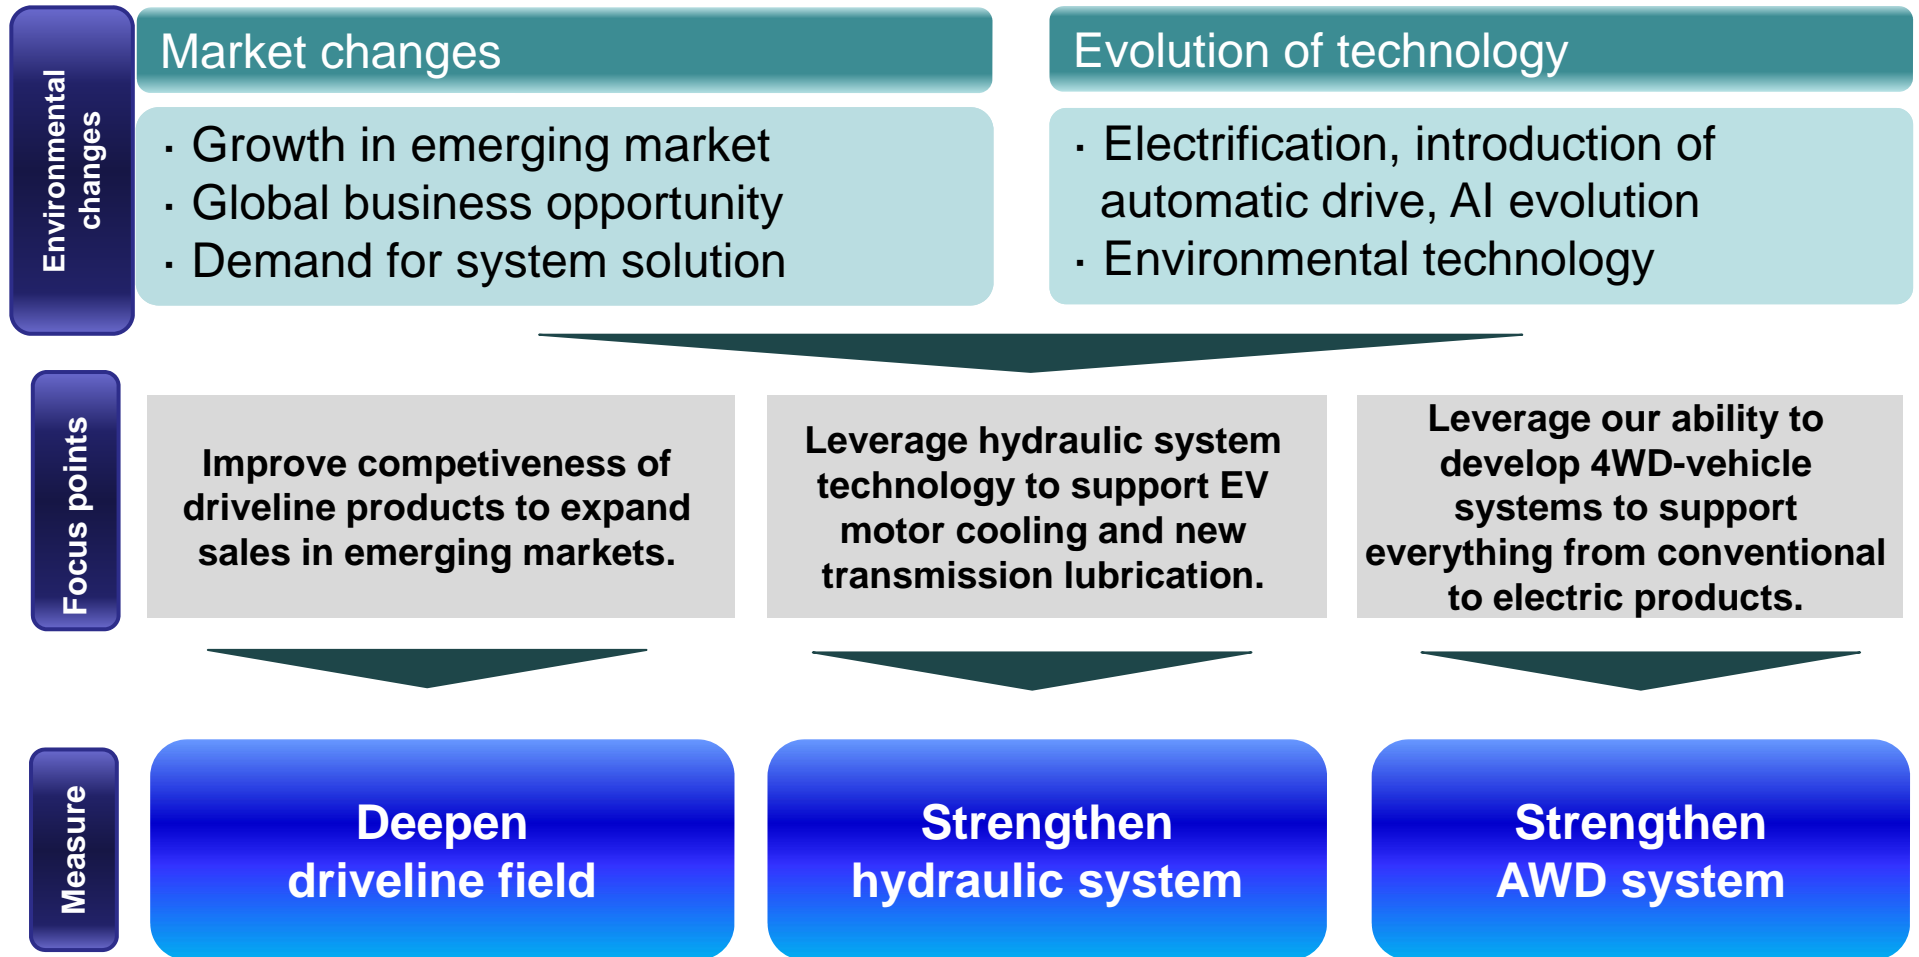 Environmental
changes
Market changes
· Growth in emerging market
· Global business opportunity
· Demand for system solution
Evolution of technology
· Electrification, introduction of
automatic drive, AI evolution
· Environmental technology
Focus points
Improve competiveness of
driveline products to expand
sales in emerging markets.
Leverage hydraulic system
technology to support EV
motor cooling and new
transmission lubrication.
Leverage our ability to
develop 4WD-vehicle
systems to support
everything from conventional
to electric products.
Measure
Deepen
driveline field
Strengthen
hydraulic system
Strengthen
AWD system